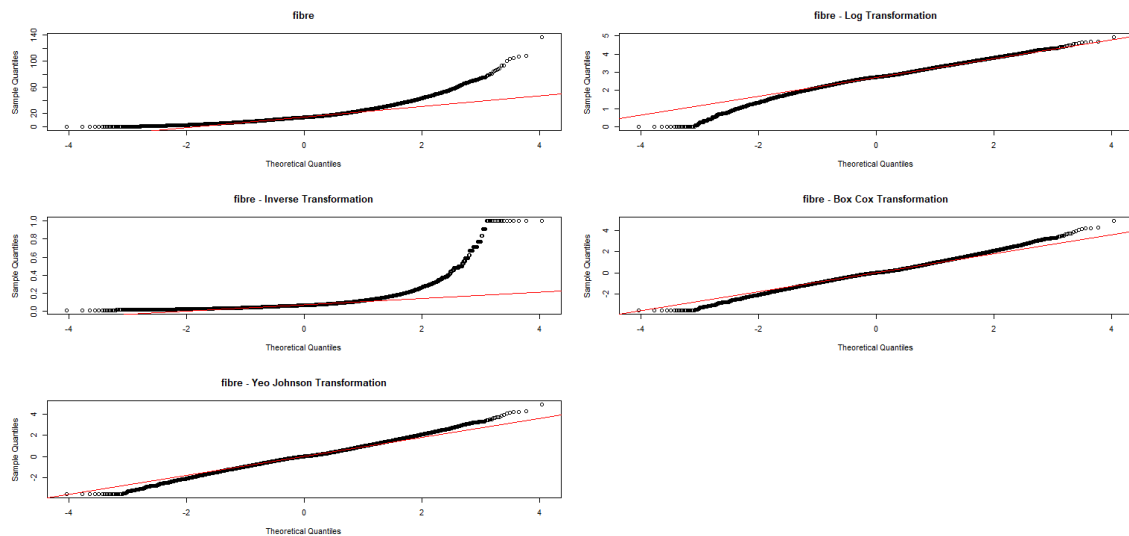 fibre
Sample Quantiles
0 20 60 100 140
-4 -2 0 2 4
Theoretical Quantiles
fibre - Log Transformation
Sample Quantiles
0 1 2 3 4 5
-4 -2 0 2 4
Theoretical Quantiles
fibre - Inverse Transformation
Sample Quantiles
0.0 0.2 0.4 0.6 0.8 1.0
-4 -2 0 2 4
Theoretical Quantiles
fibre - Box Cox Transformation
Sample Quantiles
-2 0 2 4
-4 -2 0 2 4
Theoretical Quantiles
fibre - Yeo Johnson Transformation
Sample Quantiles
-2 0 2 4
-4 -2 0 2 4
Theoretical Quantiles